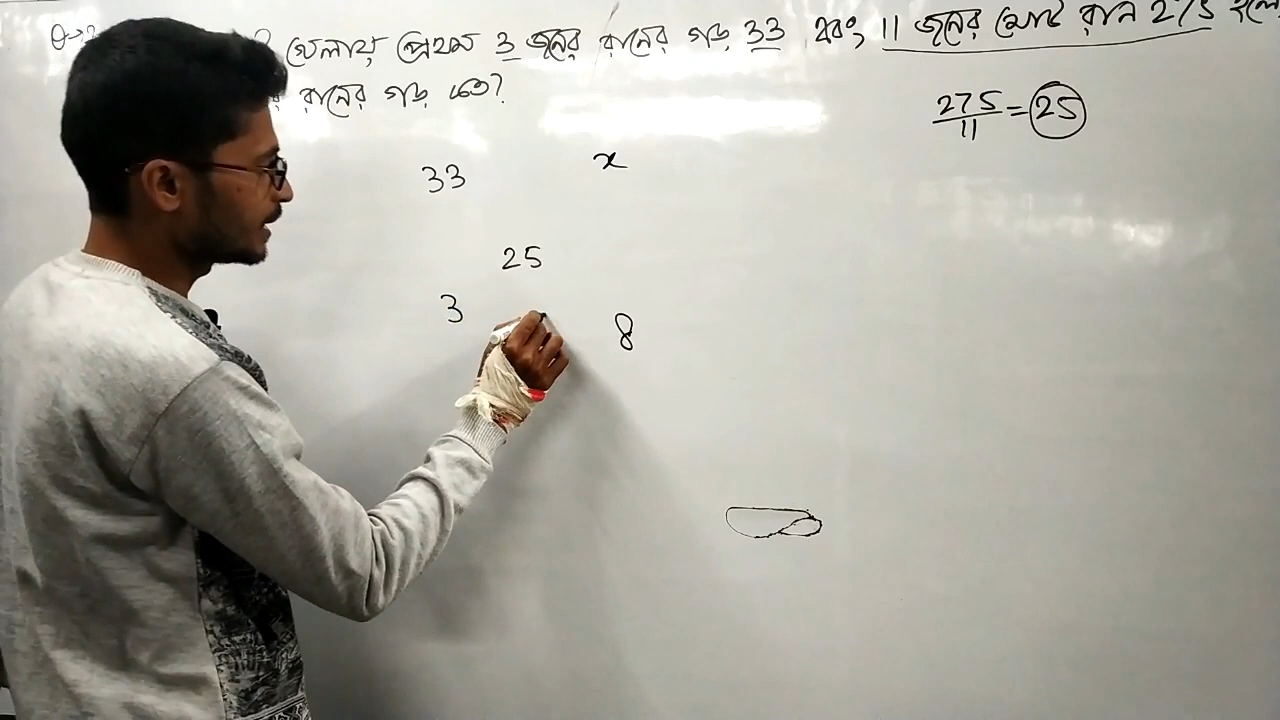 খেলায় প্রথম 3 জনের রানের গড় 33 এবং 11 জনের মোট রান 275 হলে
রানের গড় কত?
275/11 = 25
33 x
25
3 8